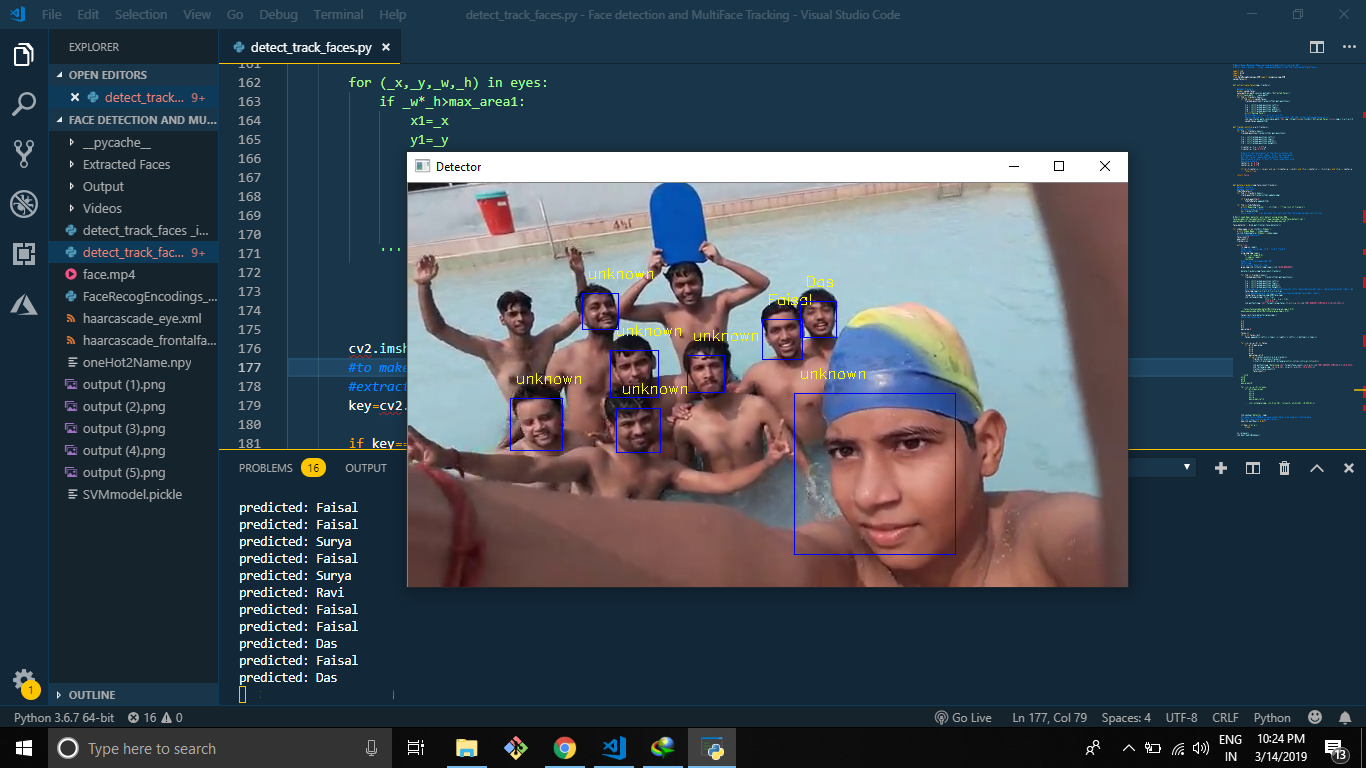 File Edit Selection View Go Debug Terminal Help
detect_track_faces.py - Face detection and MultiFace Tracking - Visual Studio Code
EXPLORER
detect_track_faces.py
OPEN EDITORS
detect_track... 9+
FACE DETECTION AND MU...
__pycache__
Extracted Faces
Output
Videos
detect_track_faces _i...
detect_track_fac... 9+
face.mp4
FaceRecogEncodings_...
haarcascade_eye.xml
haarcascade_frontalfa...
oneHot2Name.npy
output (1).png
output (2).png
output (3).png
output (4).png
output (5).png
SVMmodel.pickle
OUTLINE
161
162 for (_x,_y,_w,_h) in eyes:
163 if _w*_h>max_area1:
164 x1=_x
165 y1=_y
166
167
168
169
170
171 ...
172
173
174
175
176 cv2.imsh
177 #to make
178 #extract
179 key=cv2.
180
181 if key==
Detector
unknown
Das
Faisal
unknown
unknown
unknown
unknown
unknown
PROBLEMS 16 OUTPUT
predicted: Faisal
predicted: Faisal
predicted: Surya
predicted: Faisal
predicted: Surya
predicted: Ravi
predicted: Faisal
predicted: Faisal
predicted: Das
predicted: Faisal
predicted: Das
1
Python 3.6.7 64-bit 16 0
Go Live Ln 177, Col 79 Spaces: 4 UTF-8 CRLF Python
Type here to search
ENG
IN
10:24 PM
3/14/2019
13